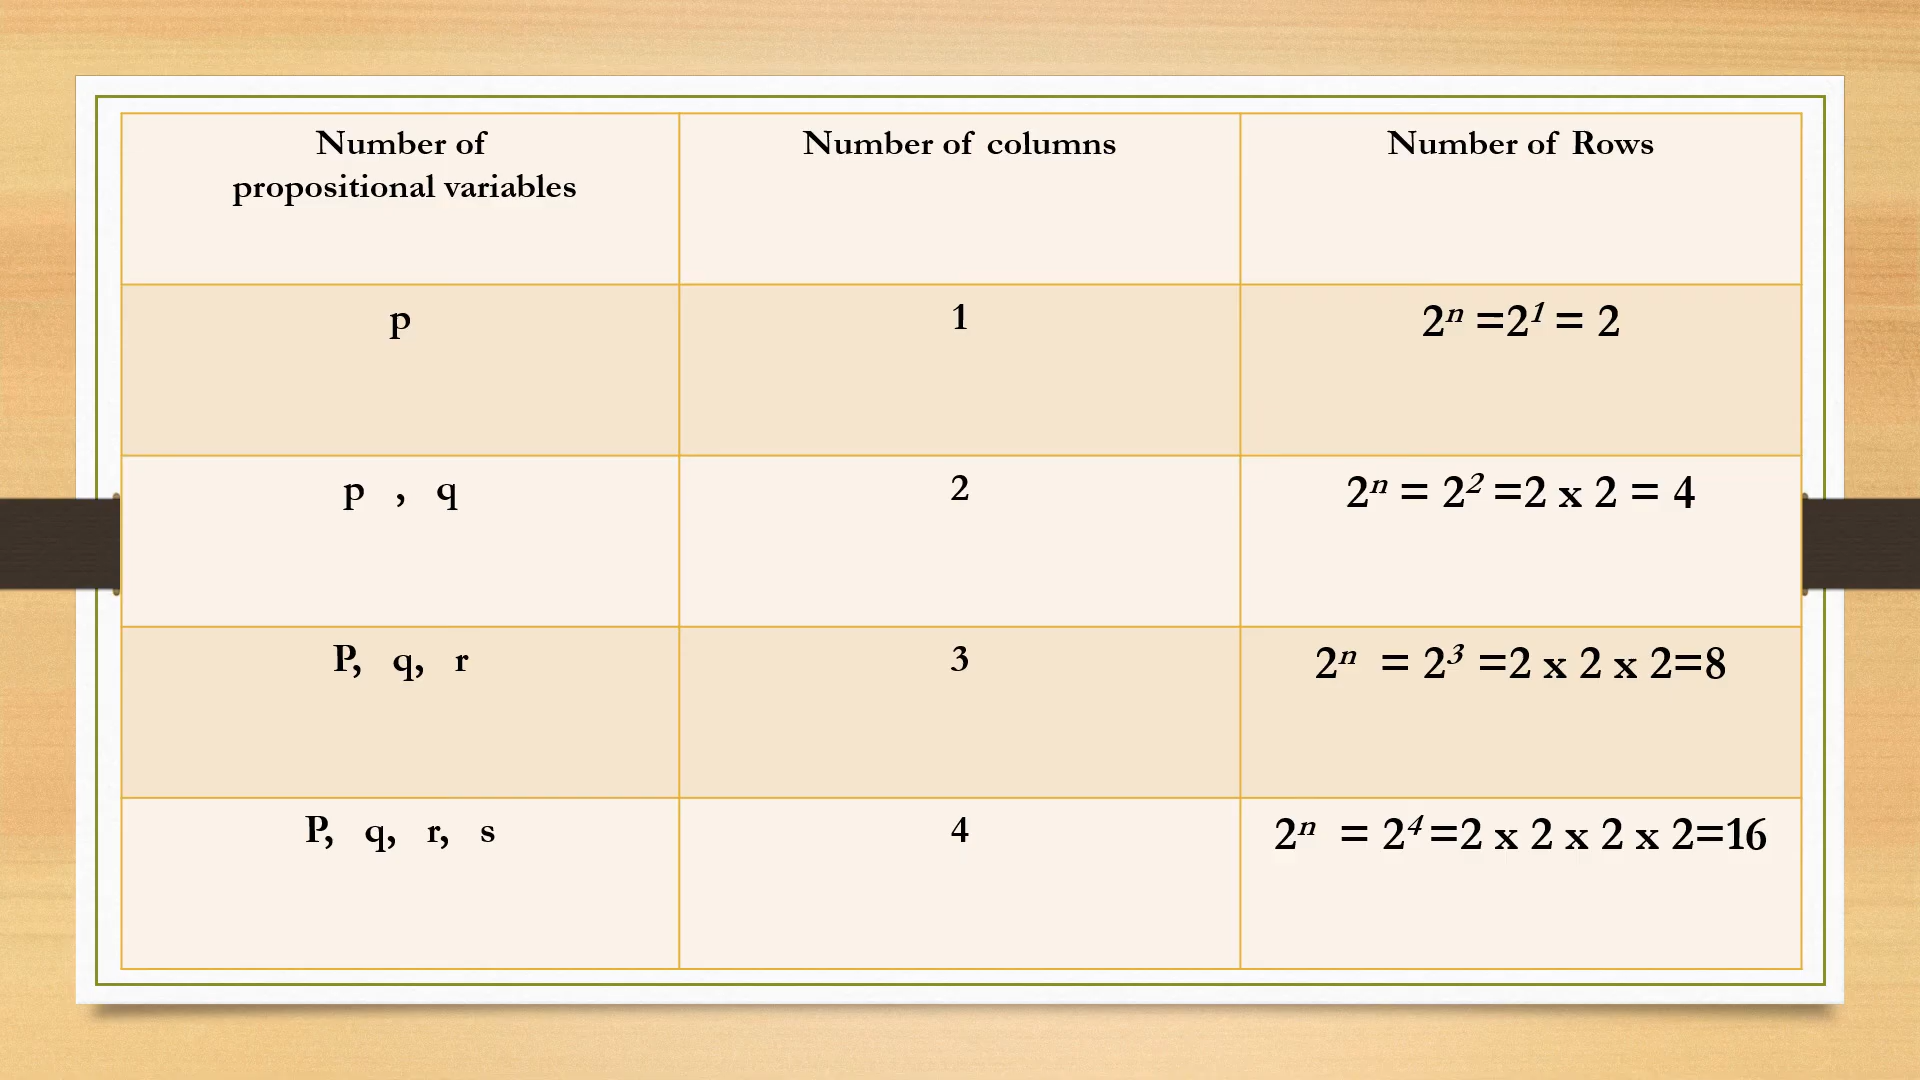 Number of
propositional variables
Number of columns
Number of Rows
p
1
2ⁿ =2¹ = 2
p , q
2
2ⁿ = 2² =2 x 2 = 4
P, q, r
3
2ⁿ = 2³ =2 x 2 x 2=8
P, q, r, s
4
2ⁿ = 2⁴ =2 x 2 x 2 x 2=16